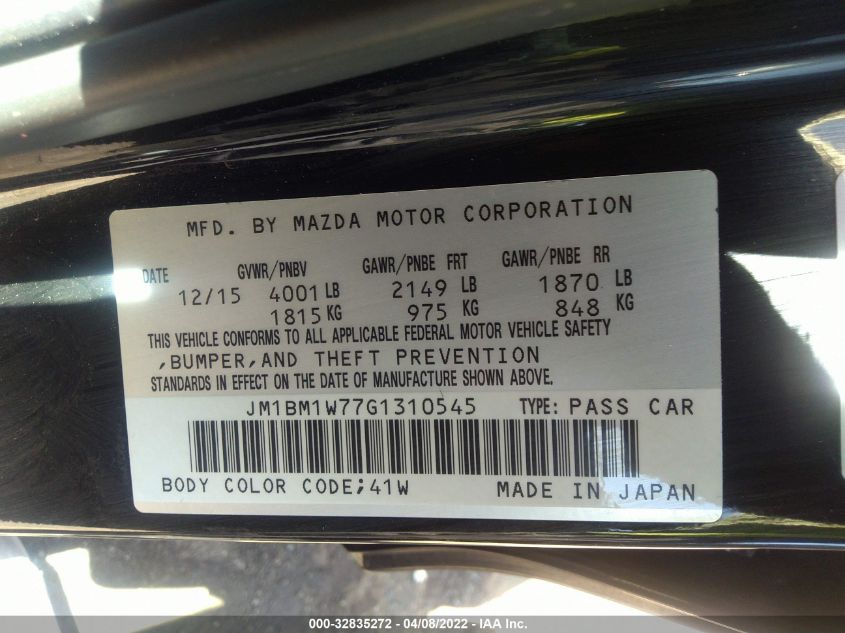 MFD. BY MAZDA MOTOR CORPORATION
DATE GVWR/PNBV GAWR/PNBE FRT GAWR/PNBE RR
12/15 4001 LB 2149 LB 1870 LB
1815 KG 975 KG 848 KG
THIS VEHICLE CONFORMS TO ALL APPLICABLE FEDERAL MOTOR VEHICLE SAFETY
,BUMPER,AND THEFT PREVENTION
STANDARDS IN EFFECT ON THE DATE OF MANUFACTURE SHOWN ABOVE.
JM1BM1W77G1310545 TYPE: PASS CAR
BODY COLOR CODE;41W MADE IN JAPAN
000-32835272 - 04/08/2022 - IAA Inc.